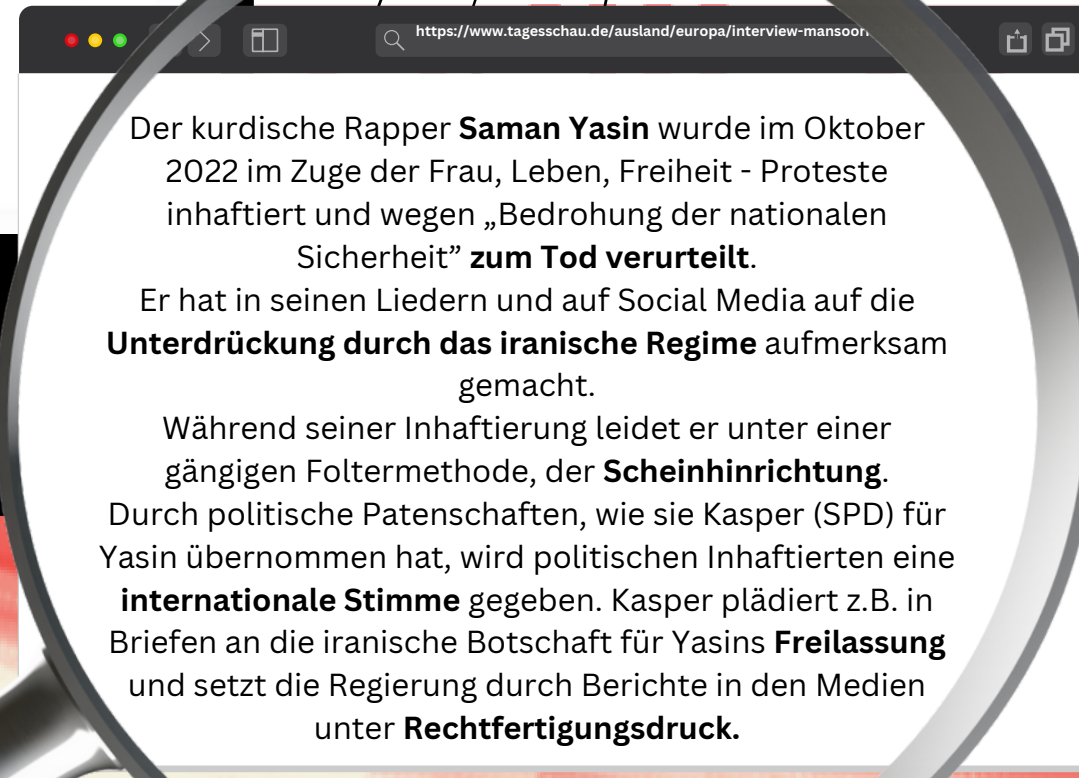 https://www.tagesschau.de/ausland/europa/interview-mansoori
Der kurdische Rapper Saman Yasin wurde im Oktober
2022 im Zuge der Frau, Leben, Freiheit - Proteste
inhaftiert und wegen „Bedrohung der nationalen
Sicherheit” zum Tod verurteilt.
Er hat in seinen Liedern und auf Social Media auf die
Unterdrückung durch das iranische Regime aufmerksam
gemacht.
Während seiner Inhaftierung leidet er unter einer
gängigen Foltermethode, der Scheinhinrichtung.
Durch politische Patenschaften, wie sie Kasper (SPD) für
Yasin übernommen hat, wird politischen Inhaftierten eine
internationale Stimme gegeben. Kasper plädiert z.B. in
Briefen an die iranische Botschaft für Yasins Freilassung
und setzt die Regierung durch Berichte in den Medien
unter Rechtfertigungsdruck.